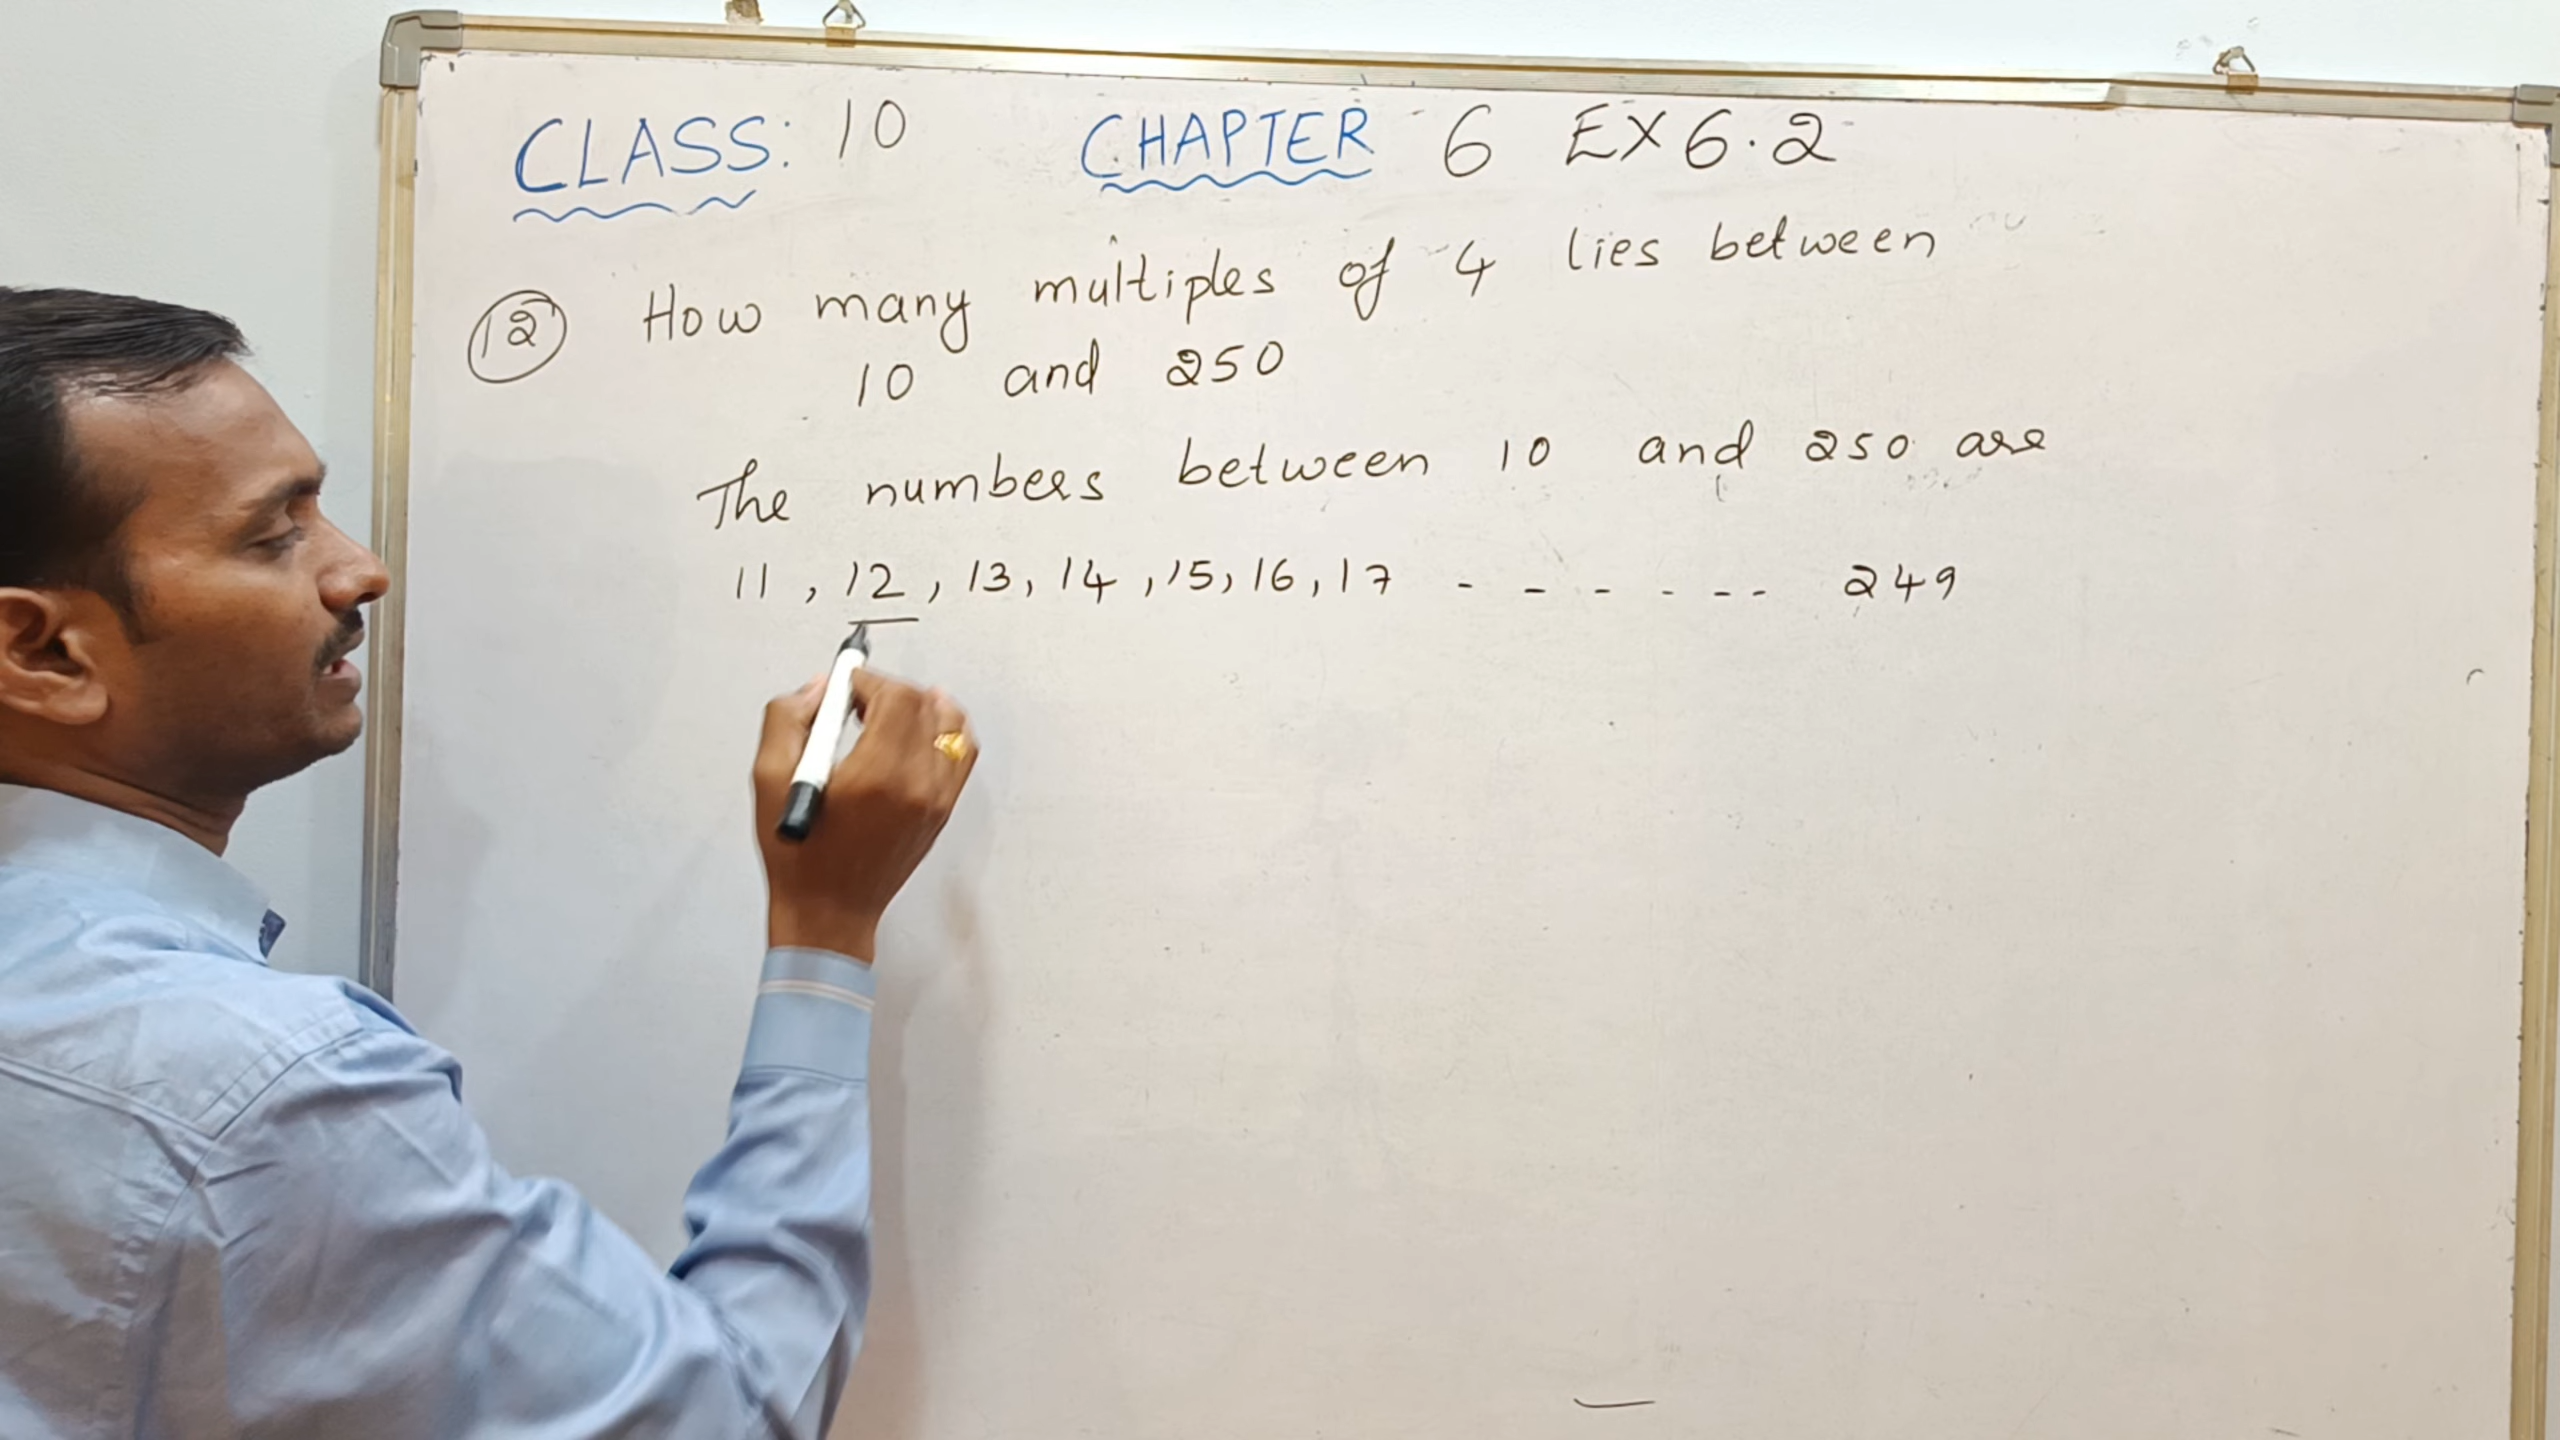 CLASS: 10 CHAPTER 6 EX 6.2
12 How many multiples of 4 lies between
10 and 250
The numbers between 10 and 250 are
11, 12, 13, 14, 15, 16, 17 - - - - - - 249